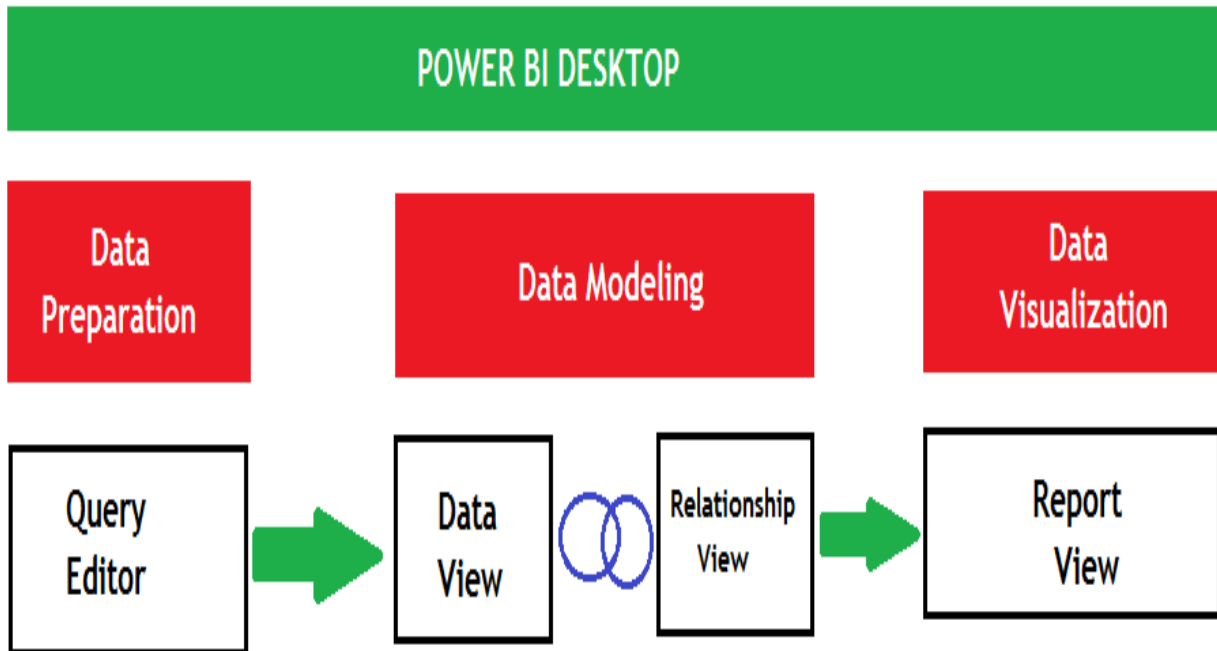 POWER BI DESKTOP
Data
Preparation
Data Modeling
Data
Visualization
Query
Editor
Data
View
Relationship
View
Report
View